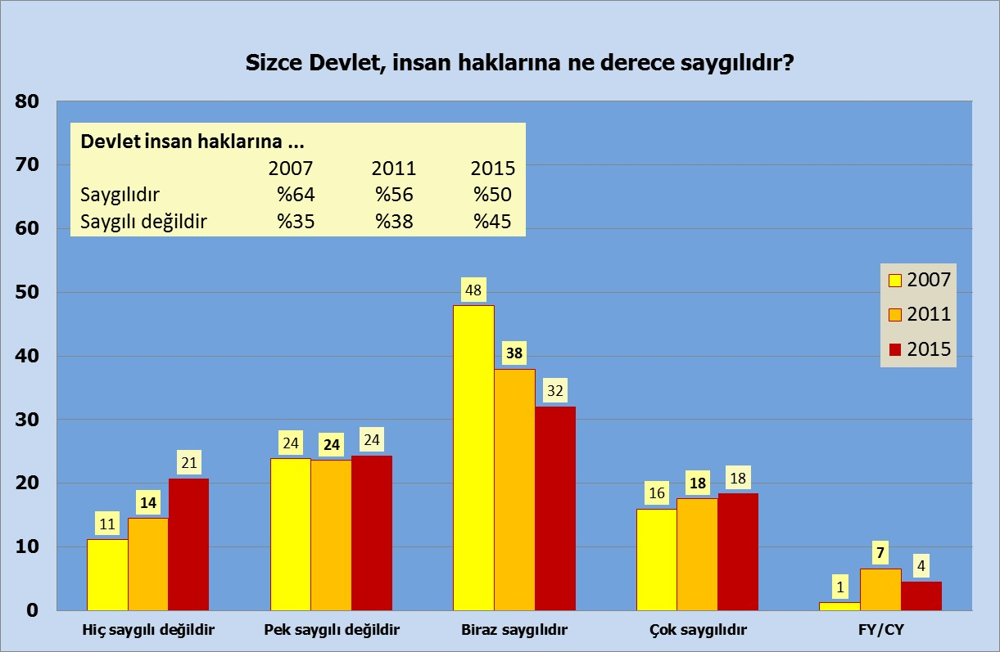 Sizce Devlet, insan haklarına ne derece saygılıdır?
80
70
60
50
40
30
20
10
0
Devlet insan haklarına ...
2007 2011 2015
Saygılıdır %64 %56 %50
Saygılı değildir %35 %38 %45
2007
2011
2015
11 14 21
24 24 24
48 38 32
16 18 18
1 7 4
Hiç saygılı değildir Pek saygılı değildir Biraz saygılıdır Çok saygılıdır FY/CY